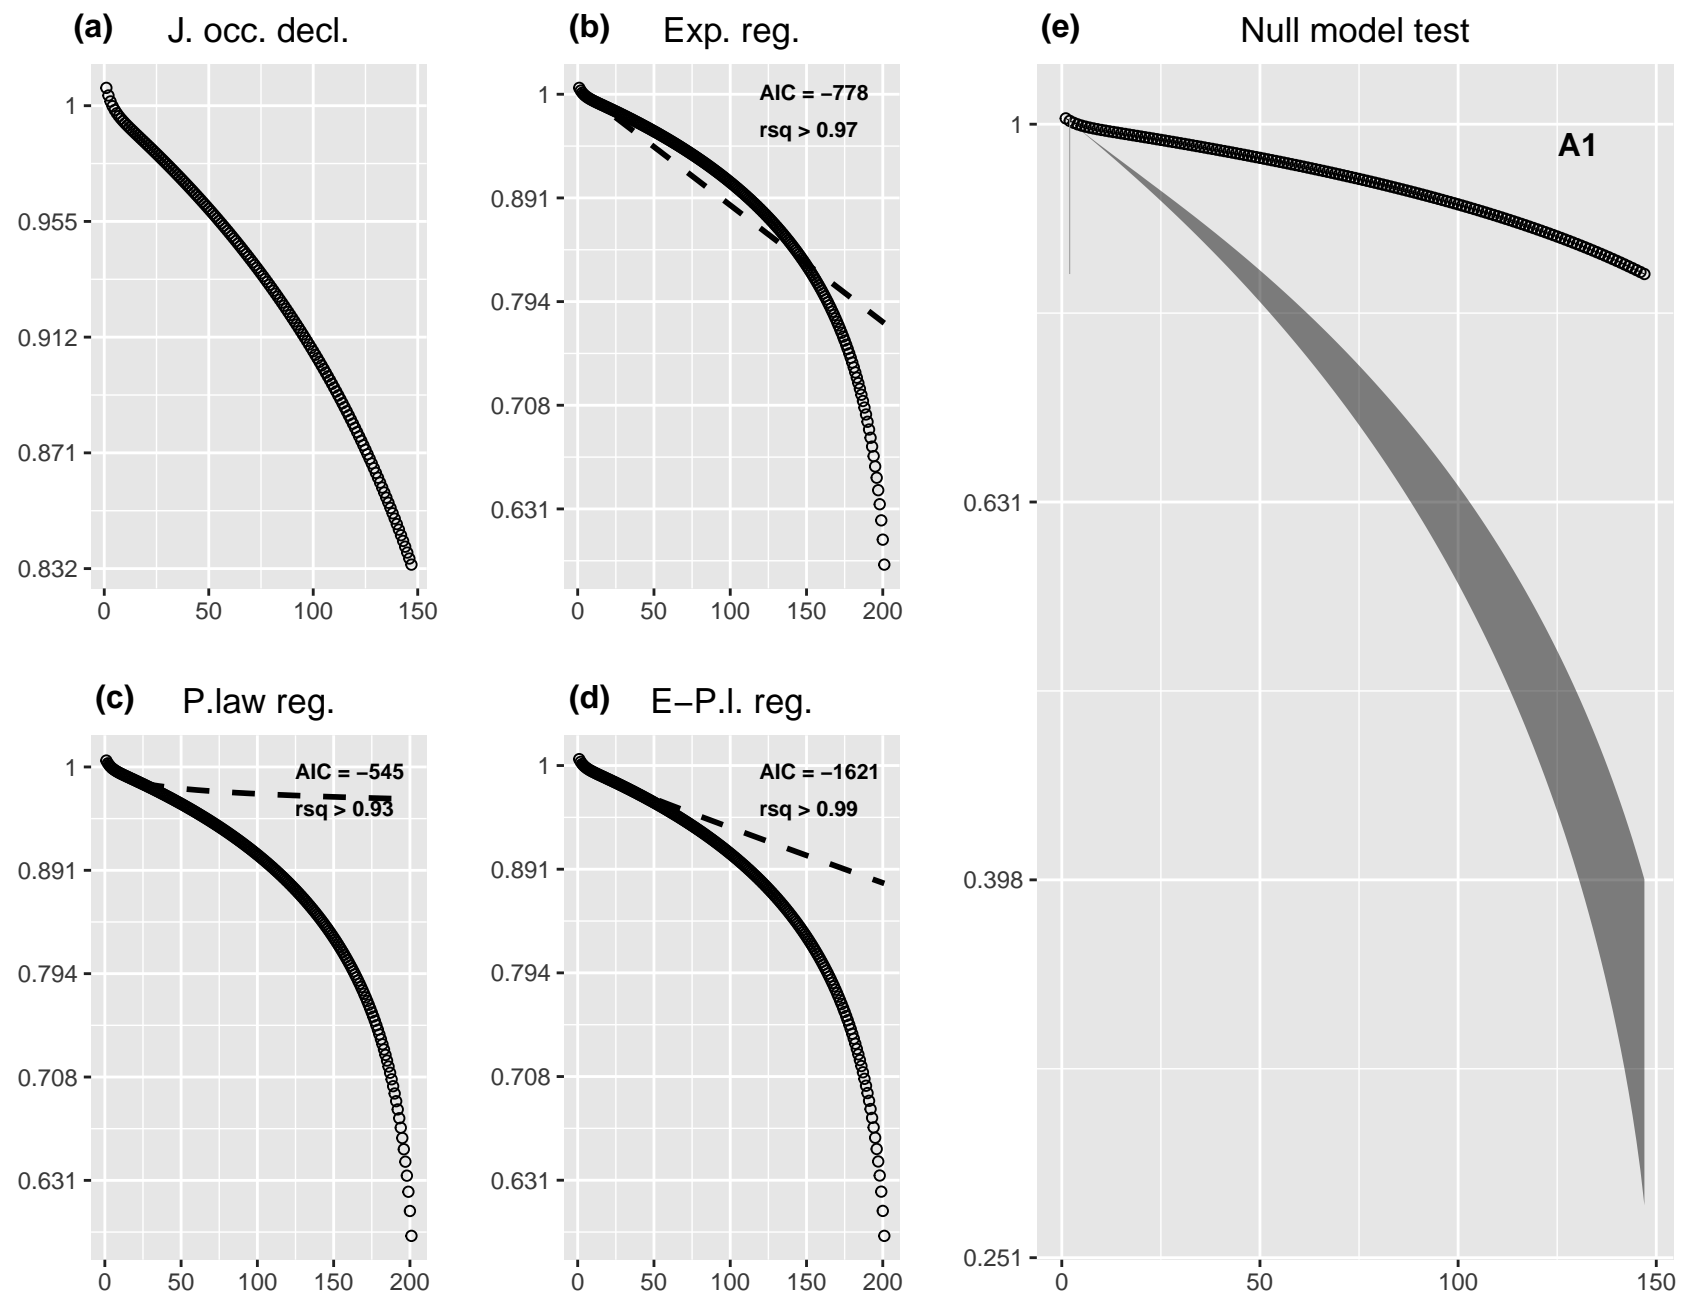 (a) J. occ. decl.
1
0.955
0.912
0.871
0.832
0 50 100 150
(b) Exp. reg.
AIC = −778
rsq > 0.97
1
0.891
0.794
0.708
0.631
0 50 100 150 200
(c) P.law reg.
AIC = −545
rsq > 0.93
1
0.891
0.794
0.708
0.631
0 50 100 150 200
(d) E−P.l. reg.
AIC = −1621
rsq > 0.99
1
0.891
0.794
0.708
0.631
0 50 100 150 200
(e) Null model test
A1
1
0.631
0.398
0.251
0 50 100 150